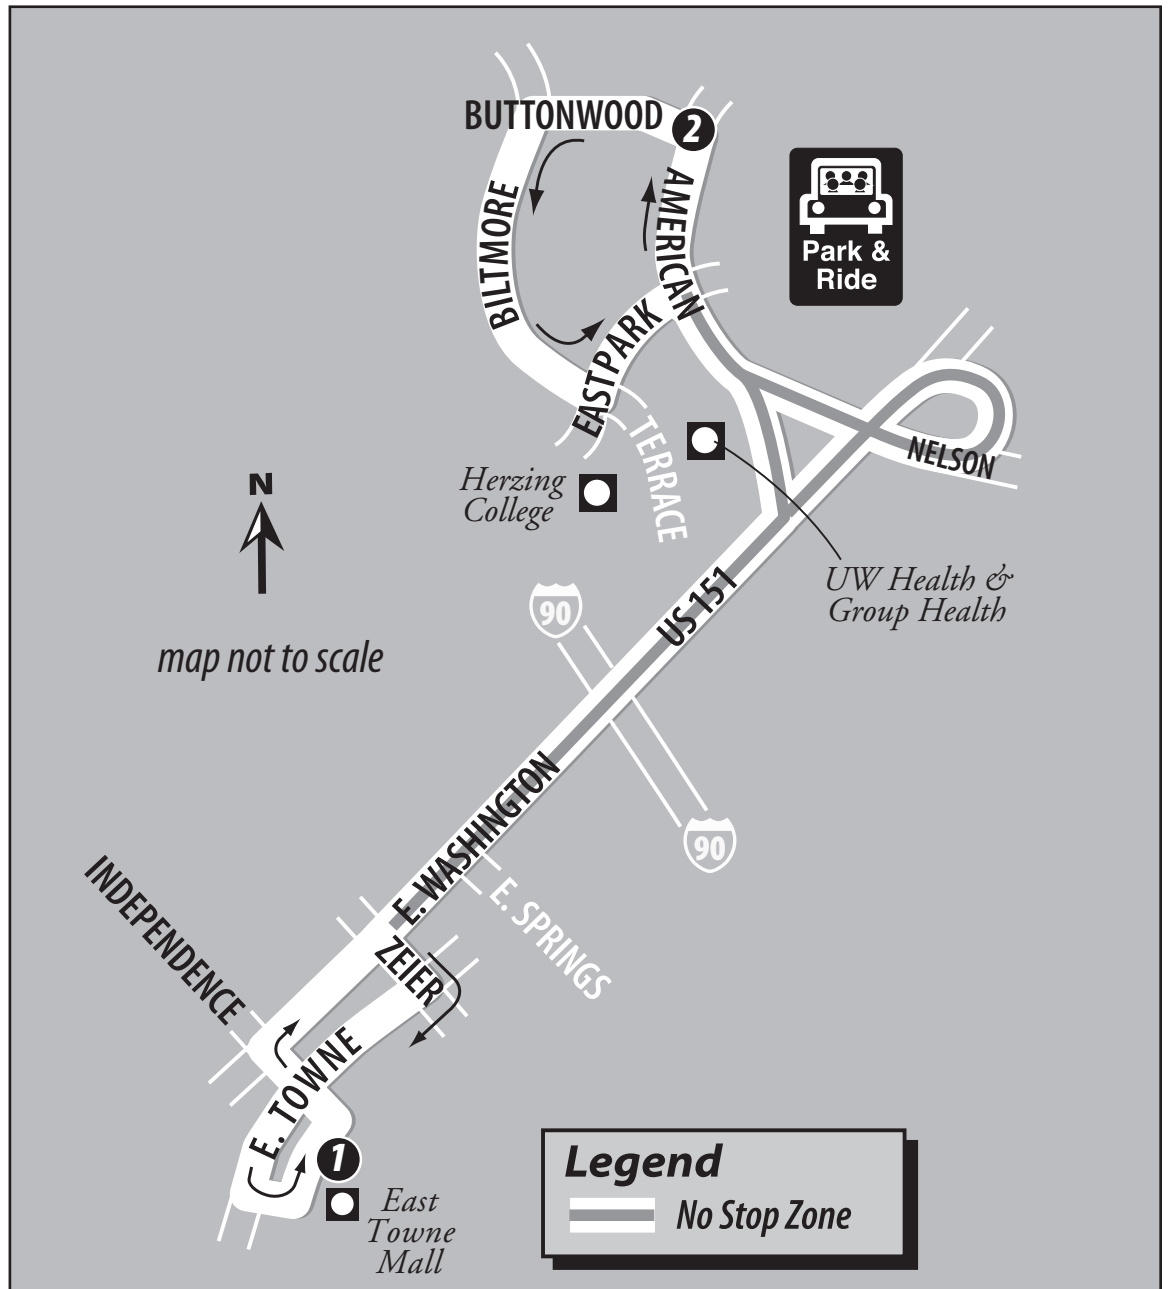 BUTTONWOOD
2
AMERICAN
BILTMORE
Park &
Ride
EASTPARK
TERRACE
NELSON
Herzing
College
N
UW Health &
Group Health
map not to scale
90
US 151
90
E. WASHINGTON
E. SPRINGS
INDEPENDENCE
ZEIER
E. TOWNE
1
East
Towne
Mall
Legend
No Stop Zone